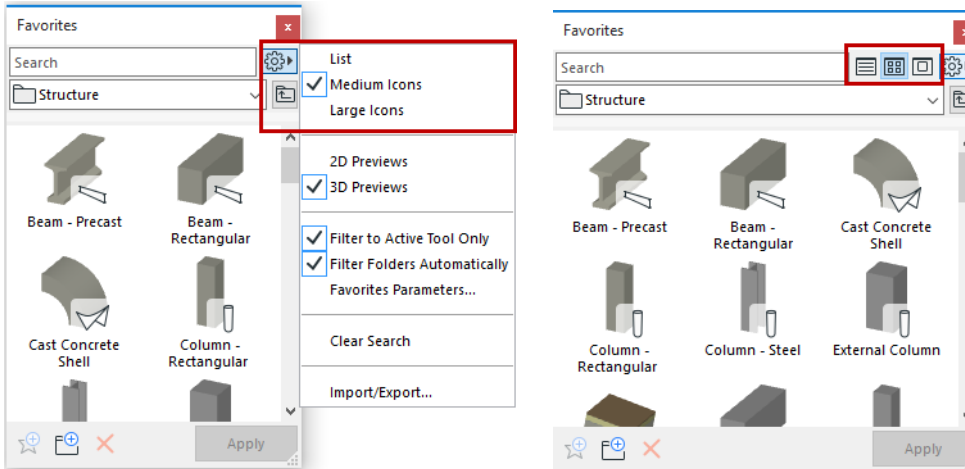 Favorites
Search
Structure
Beam - Precast
Beam -
Rectangular
Cast Concrete
Shell
Column -
Rectangular
Apply
List
Medium Icons
Large Icons
2D Previews
3D Previews
Filter to Active Tool Only
Filter Folders Automatically
Favorites Parameters...
Clear Search
Import/Export...
Favorites
Search
Structure
Beam - Precast
Beam -
Rectangular
Cast Concrete
Shell
Column -
Rectangular
Column - Steel
External Column
Apply